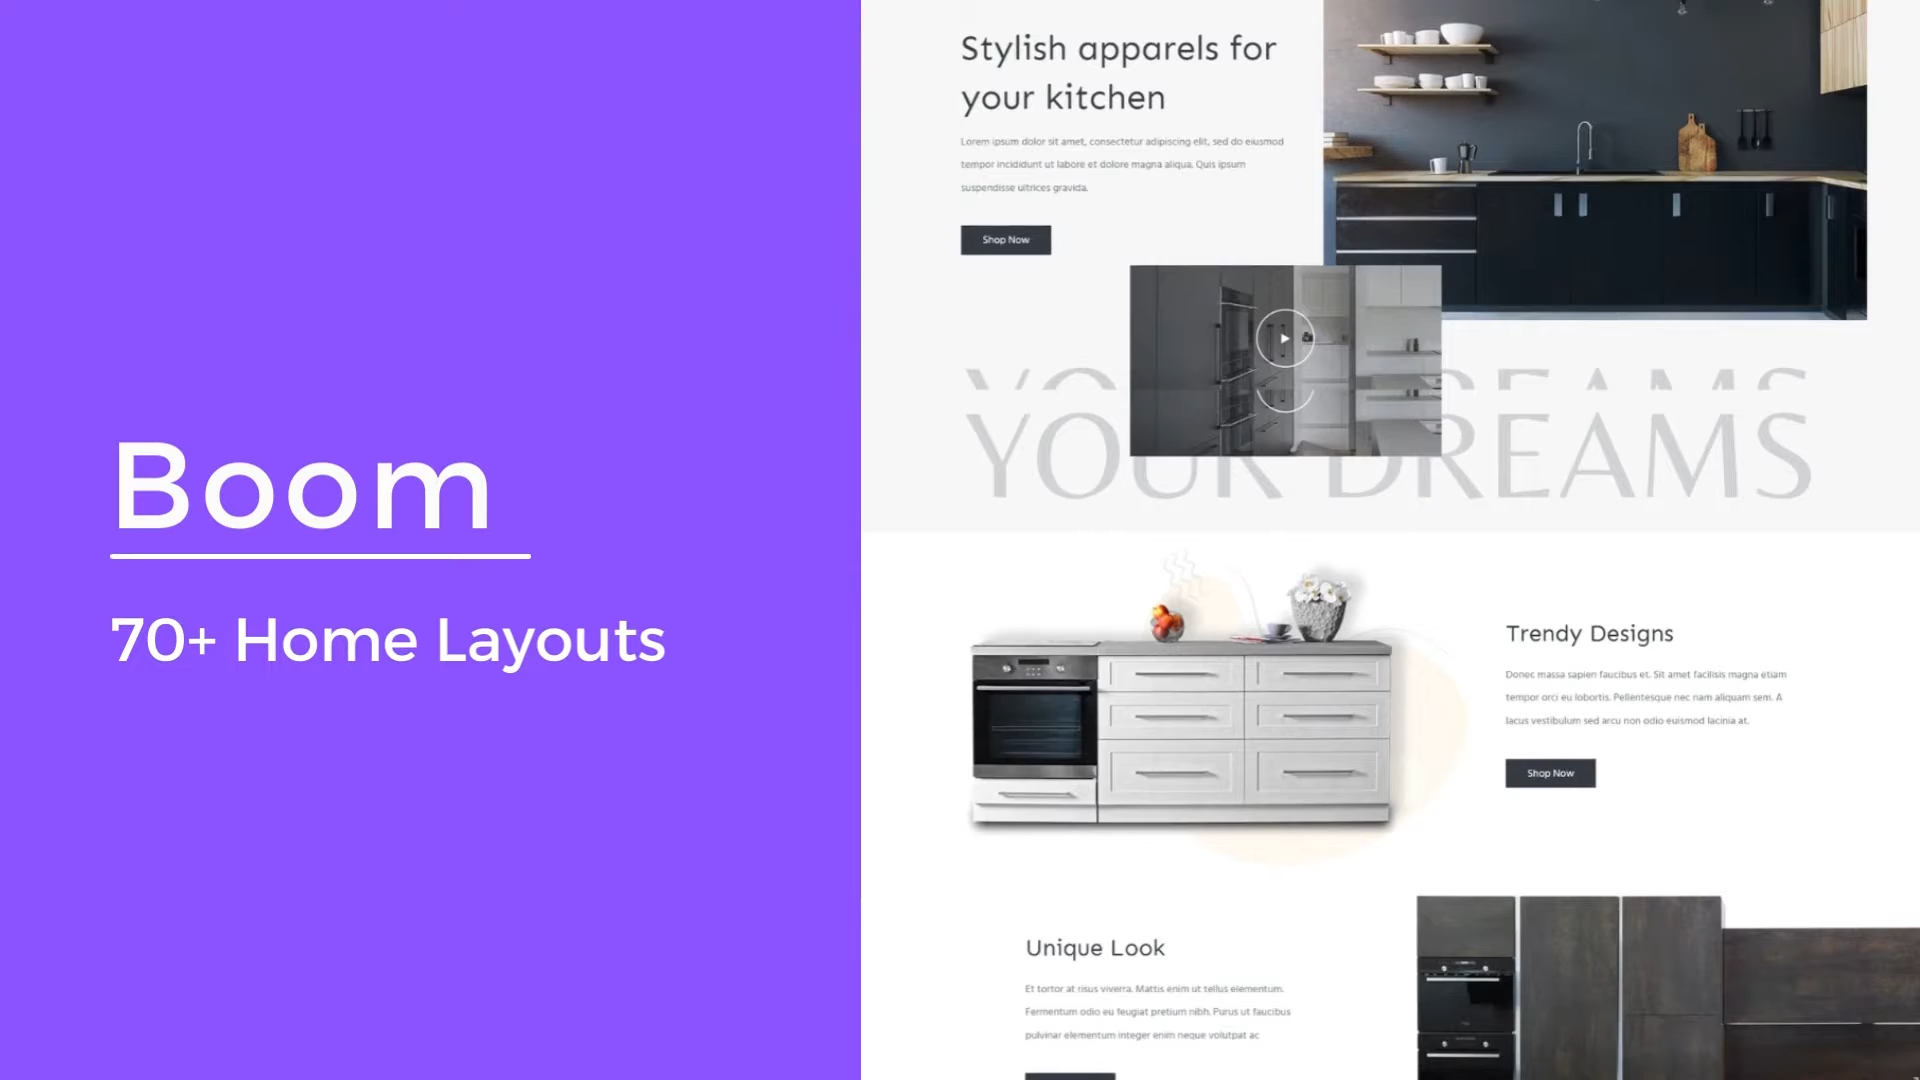 Boom
70+ Home Layouts
Stylish apparels for
your kitchen
Lorem ipsum dolor sit amet, consectetur adipiscing elit, sed do eiusmod
tempor incididunt ut labore et dolore magna aliqua. Quis ipsum
suspendisse ultrices gravida.
Shop Now
YOUR DREAMS
Trendy Designs
Donec massa sapien faucibus et. Sit amet facilisis magna etiam
tempor orci eu lobortis. Pellentesque nec nam aliquam sem. A
lacus vestibulum sed arcu non odio euismod lacinia at.
Shop Now
Unique Look
Et tortor at risus viverra. Mattis enim ut tellus elementum.
Fermentum odio eu feugiat pretium nibh. Purus ut faucibus
pulvinar elementum integer enim neque volutpat ac